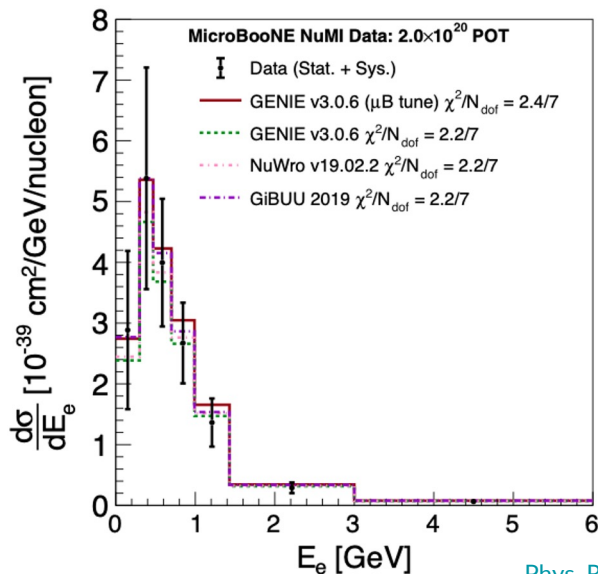 MicroBooNE NuMI Data: 2.0×10²⁰ POT
Data (Stat. + Sys.)
GENIE v3.0.6 (μB tune) χ²/N_dof = 2.4/7
GENIE v3.0.6 χ²/N_dof = 2.2/7
NuWro v19.02.2 χ²/N_dof = 2.2/7
GiBUU 2019 χ²/N_dof = 2.2/7
dσ/dE_e [10⁻³⁹ cm²/GeV/nucleon]
8
7
6
5
4
3
2
1
0
0 1 2 3 4 5 6
E_e [GeV]
Phys. R